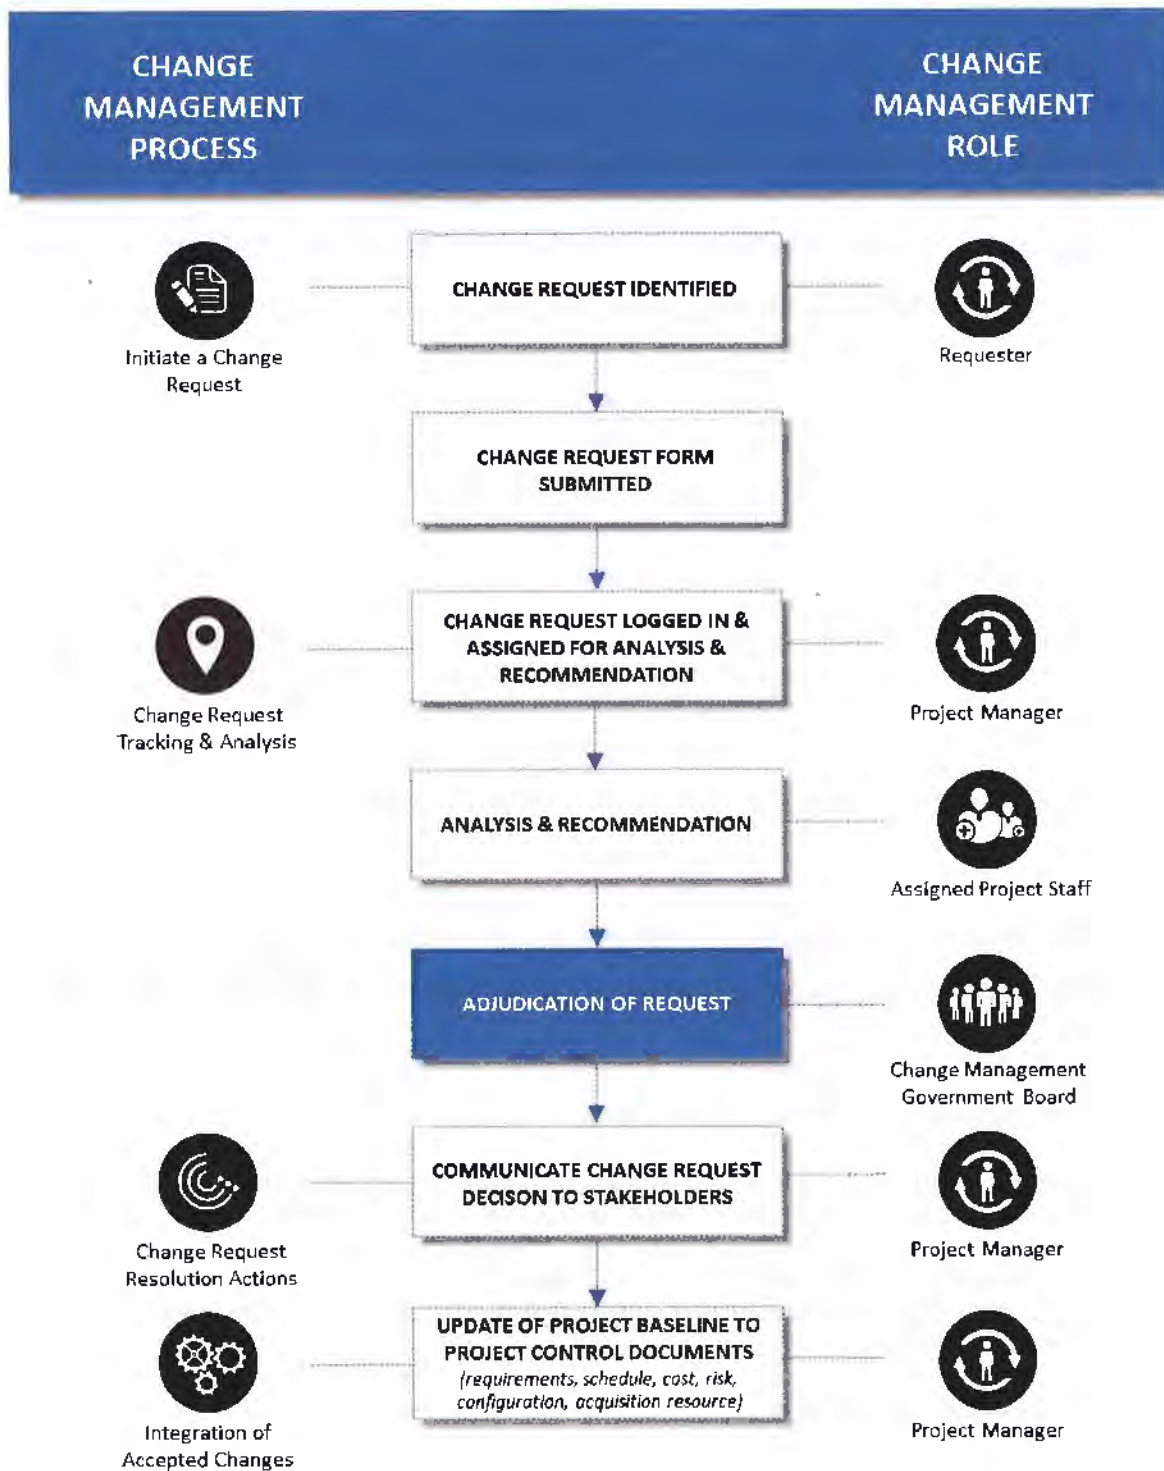 CHANGE
MANAGEMENT
PROCESS
CHANGE
MANAGEMENT
ROLE
CHANGE REQUEST IDENTIFIED
Initiate a Change
Request
Requester
CHANGE REQUEST FORM
SUBMITTED
CHANGE REQUEST LOGGED IN &
ASSIGNED FOR ANALYSIS &
RECOMMENDATION
Change Request
Tracking & Analysis
Project Manager
ANALYSIS & RECOMMENDATION
Assigned Project Staff
ADJUDICATION OF REQUEST
Change Management
Government Board
COMMUNICATE CHANGE REQUEST
DECISON TO STAKEHOLDERS
Change Request
Resolution Actions
Project Manager
UPDATE OF PROJECT BASELINE TO
PROJECT CONTROL DOCUMENTS
(requirements, schedule, cost, risk,
configuration, acquisition resource)
Integration of
Accepted Changes
Project Manager